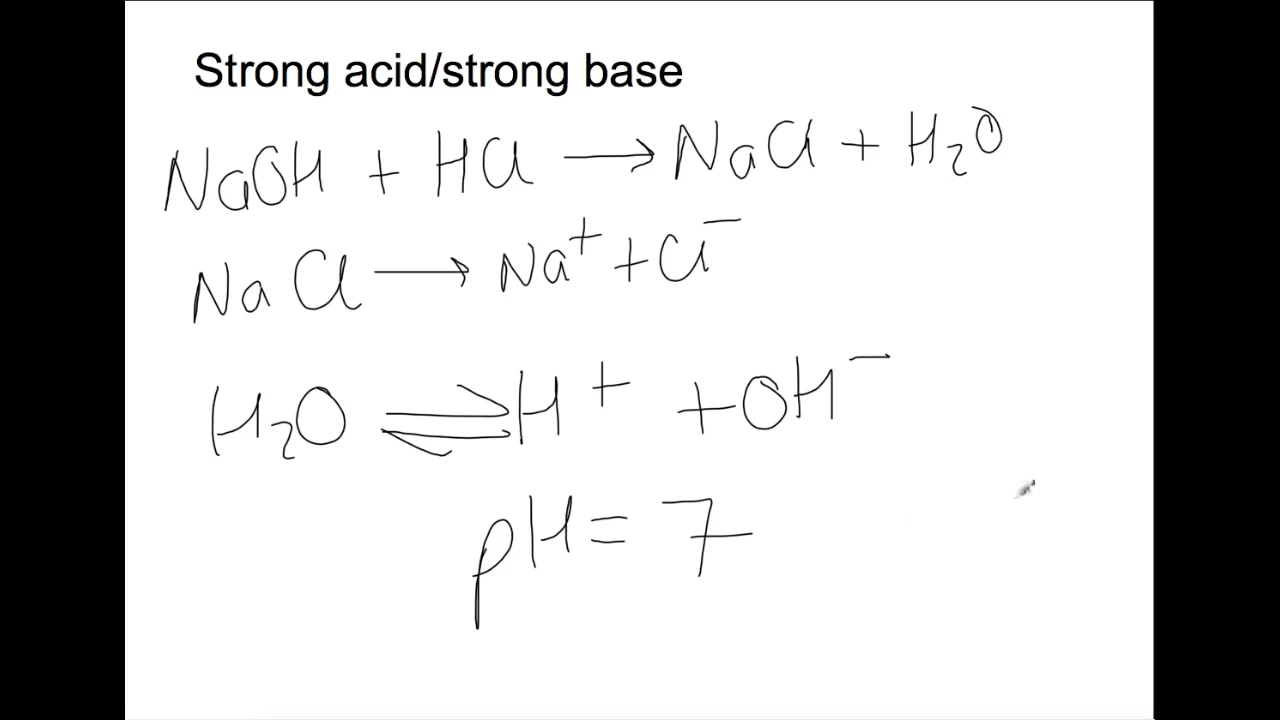 Strong acid/strong base
NaOH + HCl → NaCl + H₂O
NaCl → Na⁺ + Cl⁻
H₂O ⇌ H⁺ + OH⁻
pH = 7